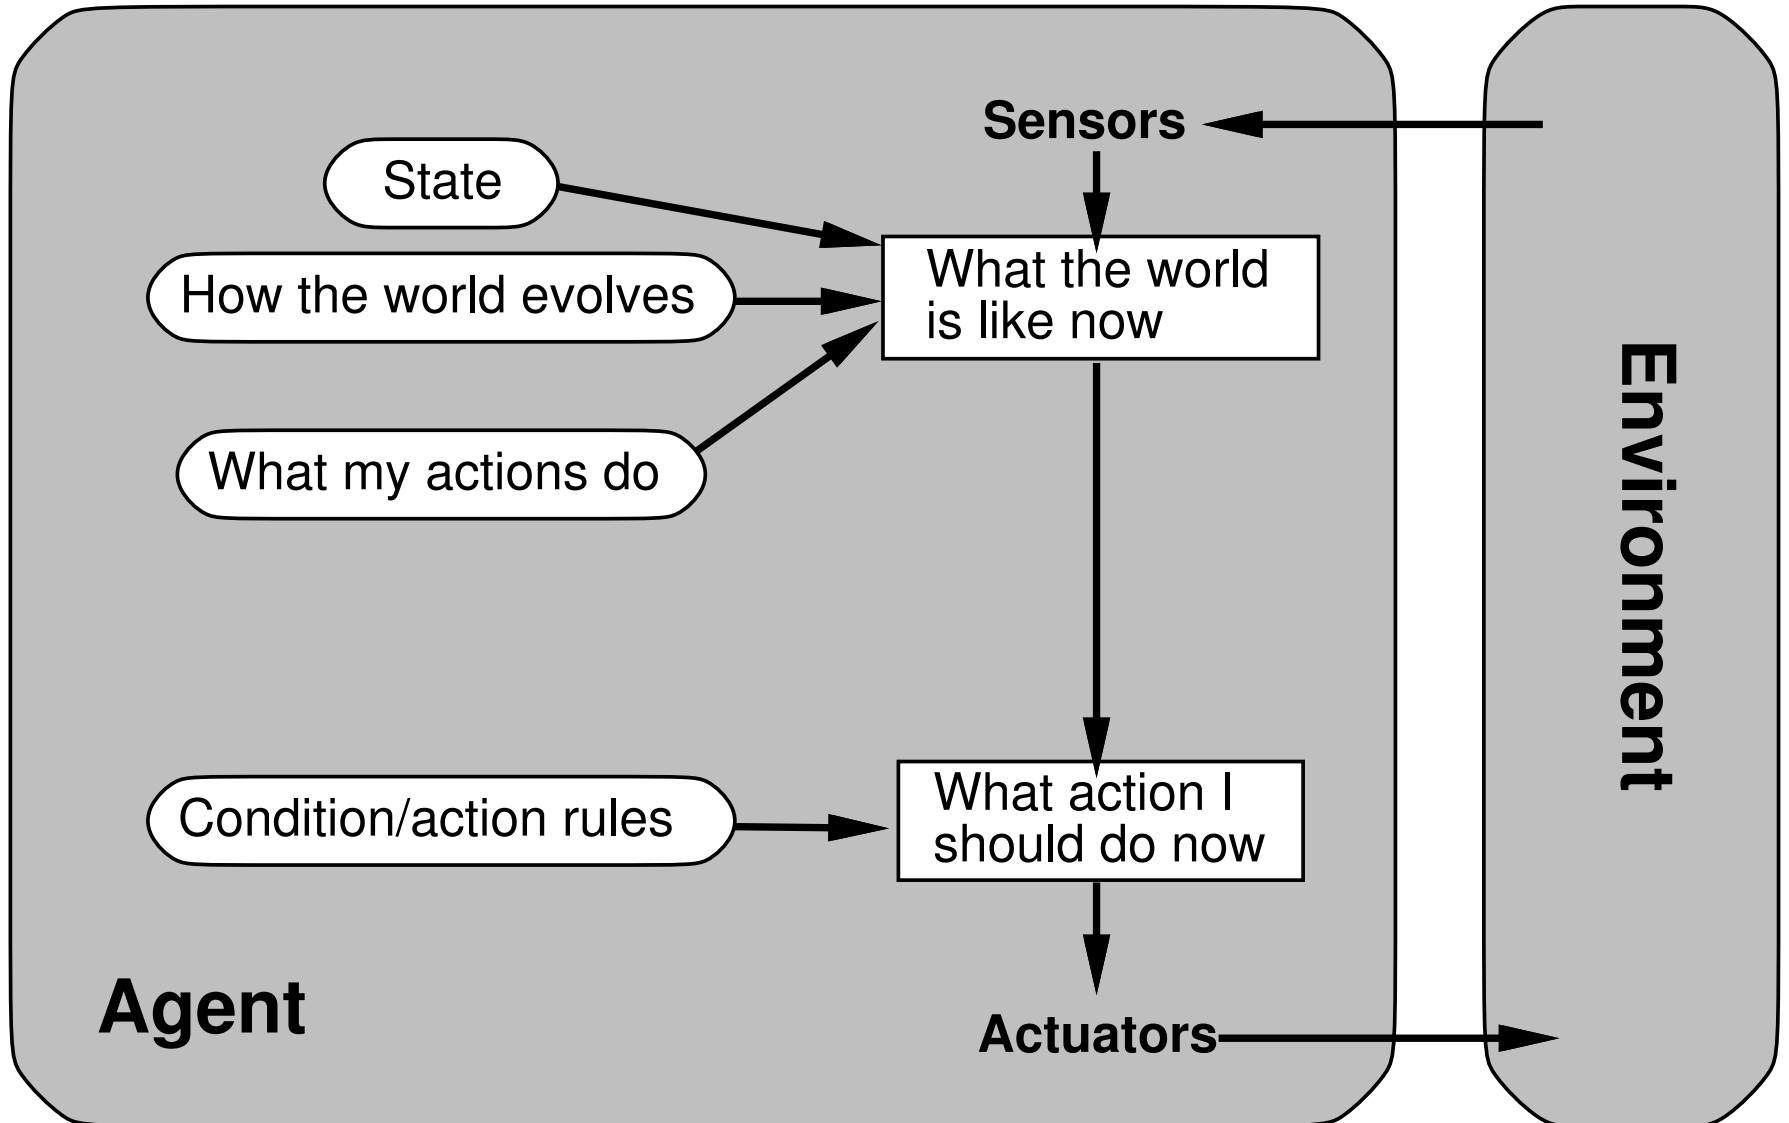 Sensors
State
What the world
is like now
How the world evolves
What my actions do
Environment
What action I
should do now
Condition/action rules
Agent
Actuators